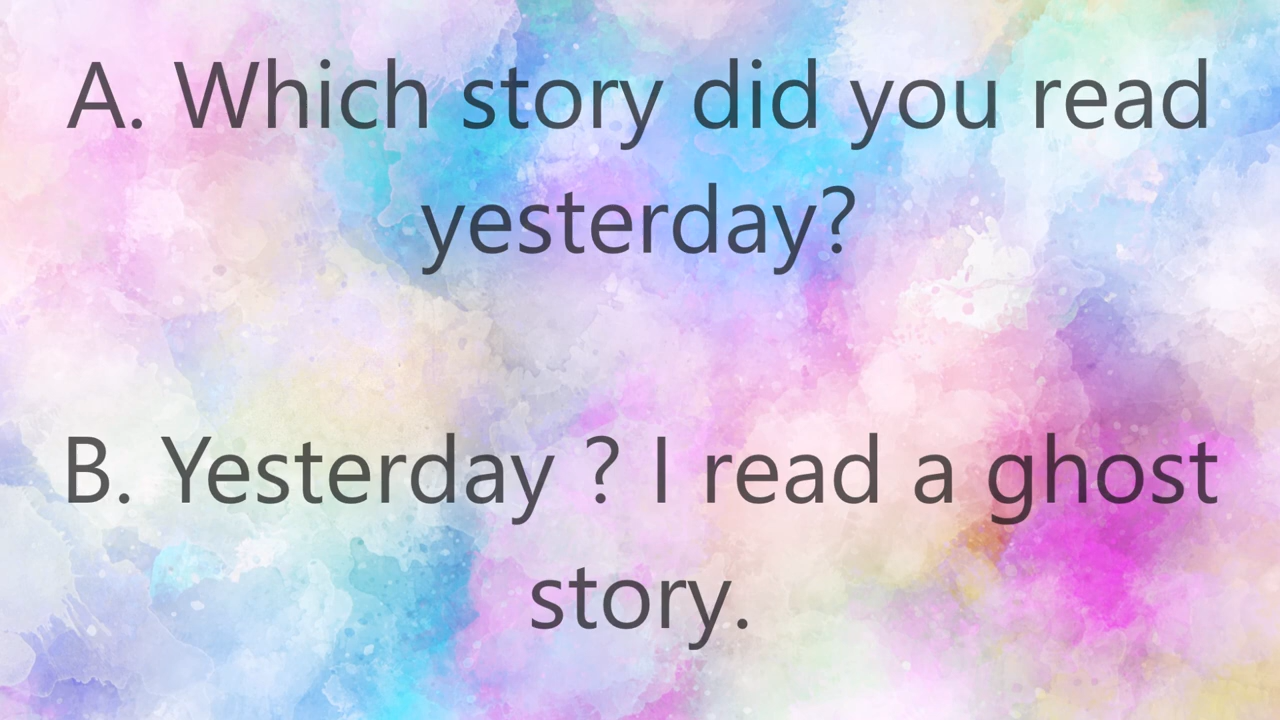 A. Which story did you read
yesterday?
B. Yesterday ? I read a ghost
story.